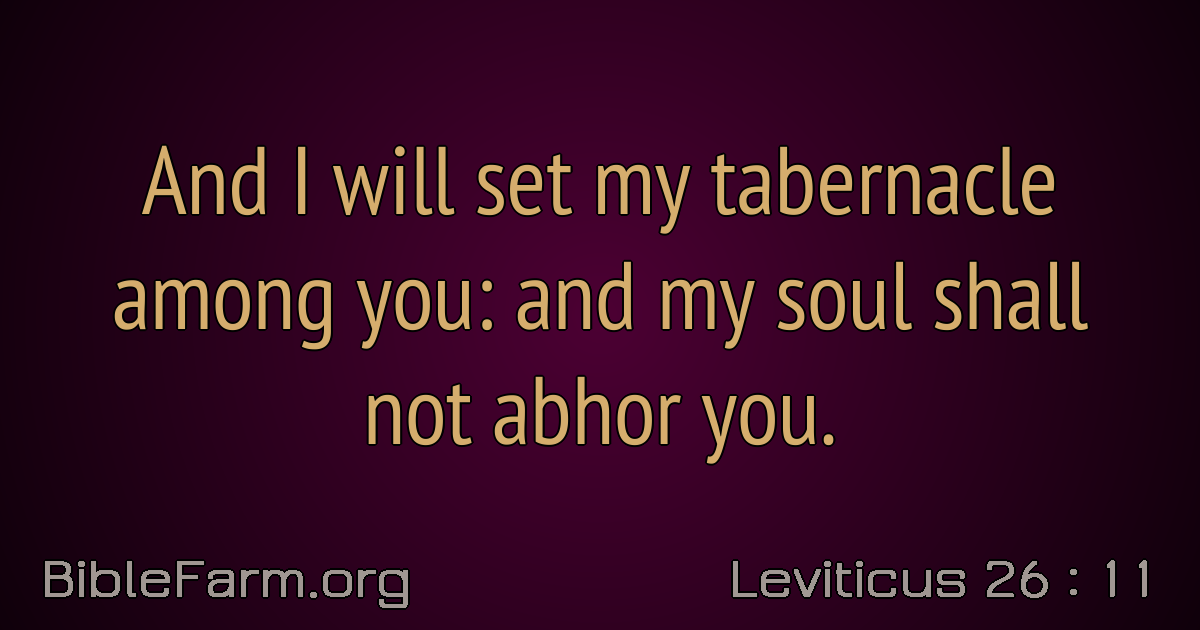 And I will set my tabernacle
among you: and my soul shall
not abhor you.
BibleFarm.org
Leviticus 26 : 11